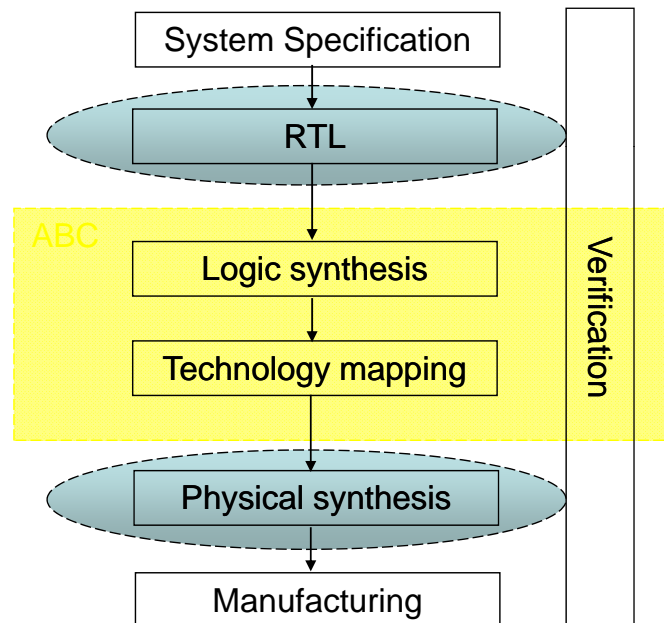 System Specification
RTL
ABC
Logic synthesis
Technology mapping
Physical synthesis
Manufacturing
Verification